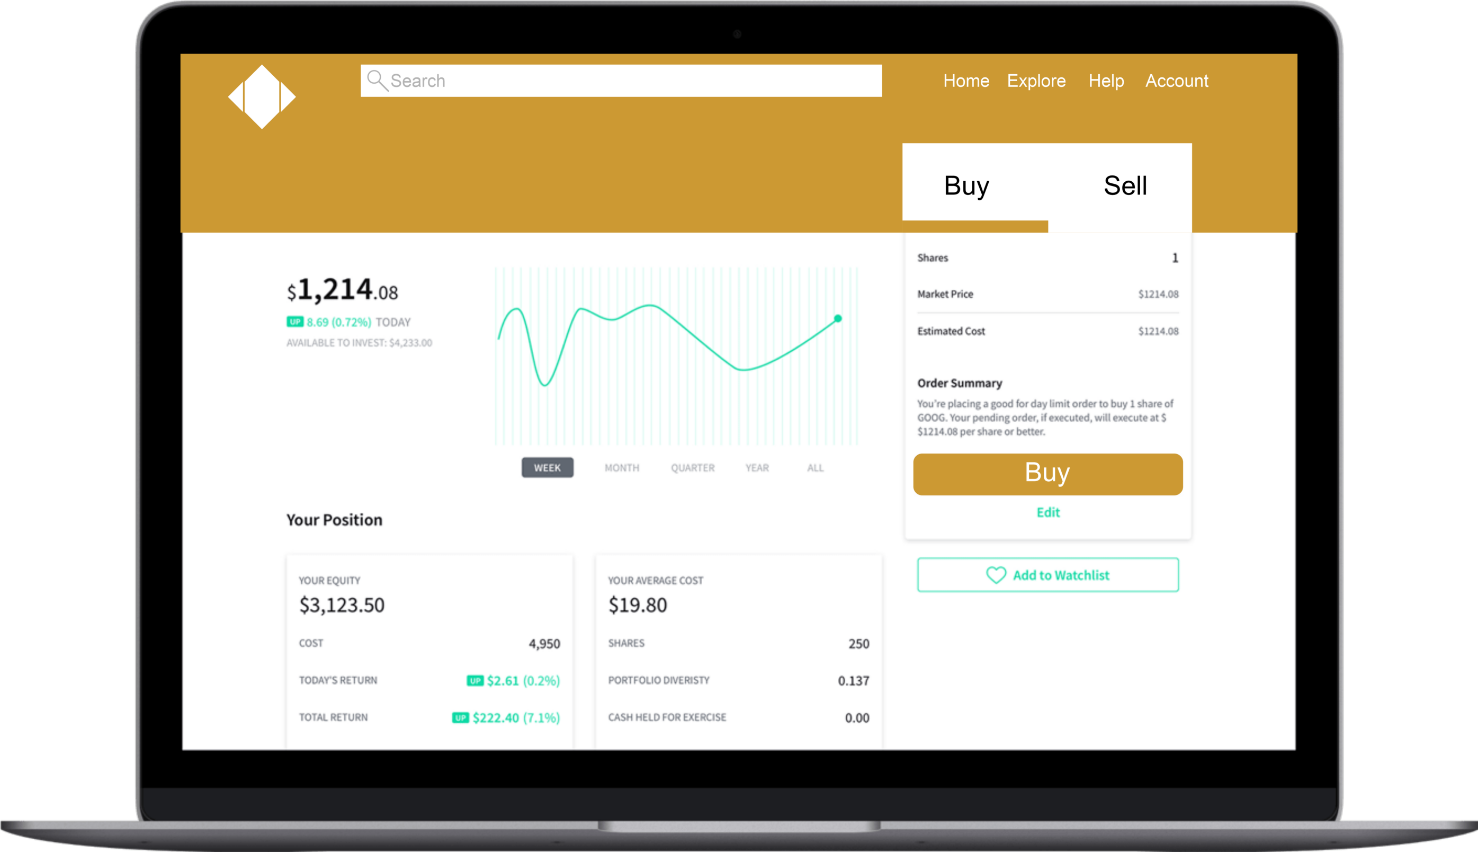 Search
Home Explore Help Account
Buy Sell
$1,214.08
UP 8.69 (0.72%) TODAY
AVAILABLE TO INVEST: $4,233.00
WEEK MONTH QUARTER YEAR ALL
Shares 1
Market Price $1214.08
Estimated Cost $1214.08
Order Summary
You're placing a good for day limit order to buy 1 share of
GOOG. Your pending order, if executed, will execute at $
$1214.08 per share or better.
Buy
Edit
Add to Watchlist
Your Position
YOUR EQUITY
$3,123.50
COST 4,950
TODAY'S RETURN UP $2.61 (0.2%)
TOTAL RETURN UP $222.40 (7.1%)
YOUR AVERAGE COST
$19.80
SHARES 250
PORTFOLIO DIVERISTY 0.137
CASH HELD FOR EXERCISE 0.00